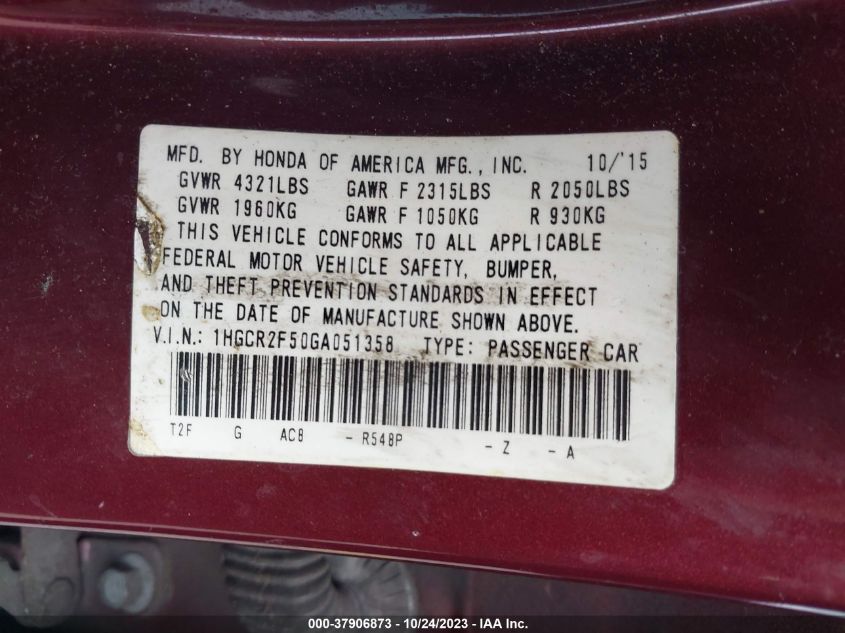 MFD. BY HONDA OF AMERICA MFG., INC. 10/'15
GVWR 4321LBS GAWR F 2315LBS R 2050LBS
GVWR 1960KG GAWR F 1050KG R 930KG
THIS VEHICLE CONFORMS TO ALL APPLICABLE
FEDERAL MOTOR VEHICLE SAFETY, BUMPER,
AND THEFT PREVENTION STANDARDS IN EFFECT
ON THE DATE OF MANUFACTURE SHOWN ABOVE.
V.I.N.: 1HGCR2F50GA051358 TYPE: PASSENGER CAR
T2F G AC8 - R548P - Z - A
000-37906873 - 10/24/2023 - IAA Inc.